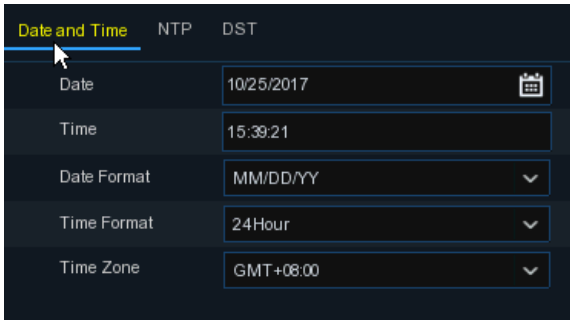 Date and Time NTP DST
Date 10/25/2017
Time 15:39:21
Date Format MM/DD/YY
Time Format 24Hour
Time Zone GMT+08:00